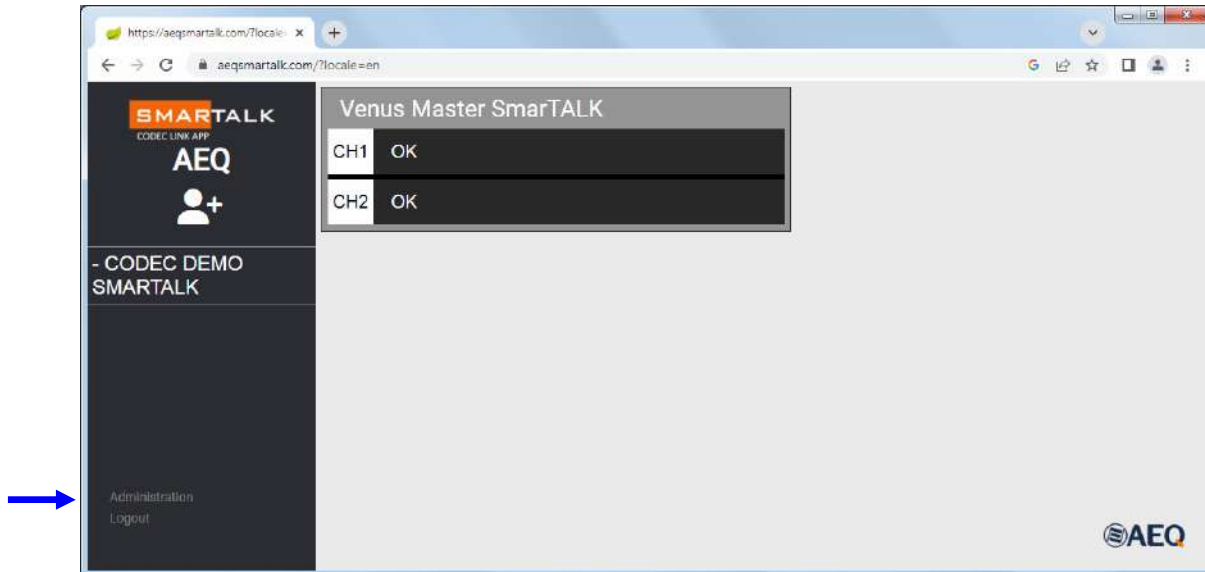 https://aeqsmartalk.com/?locale=
aeqsmartalk.com/?locale=en
SMARTALK
CODEC LINK APP
AEQ
- CODEC DEMO
SMARTALK
Administration
Logout
Venus Master SmarTALK
CH1 OK
CH2 OK
AEQ